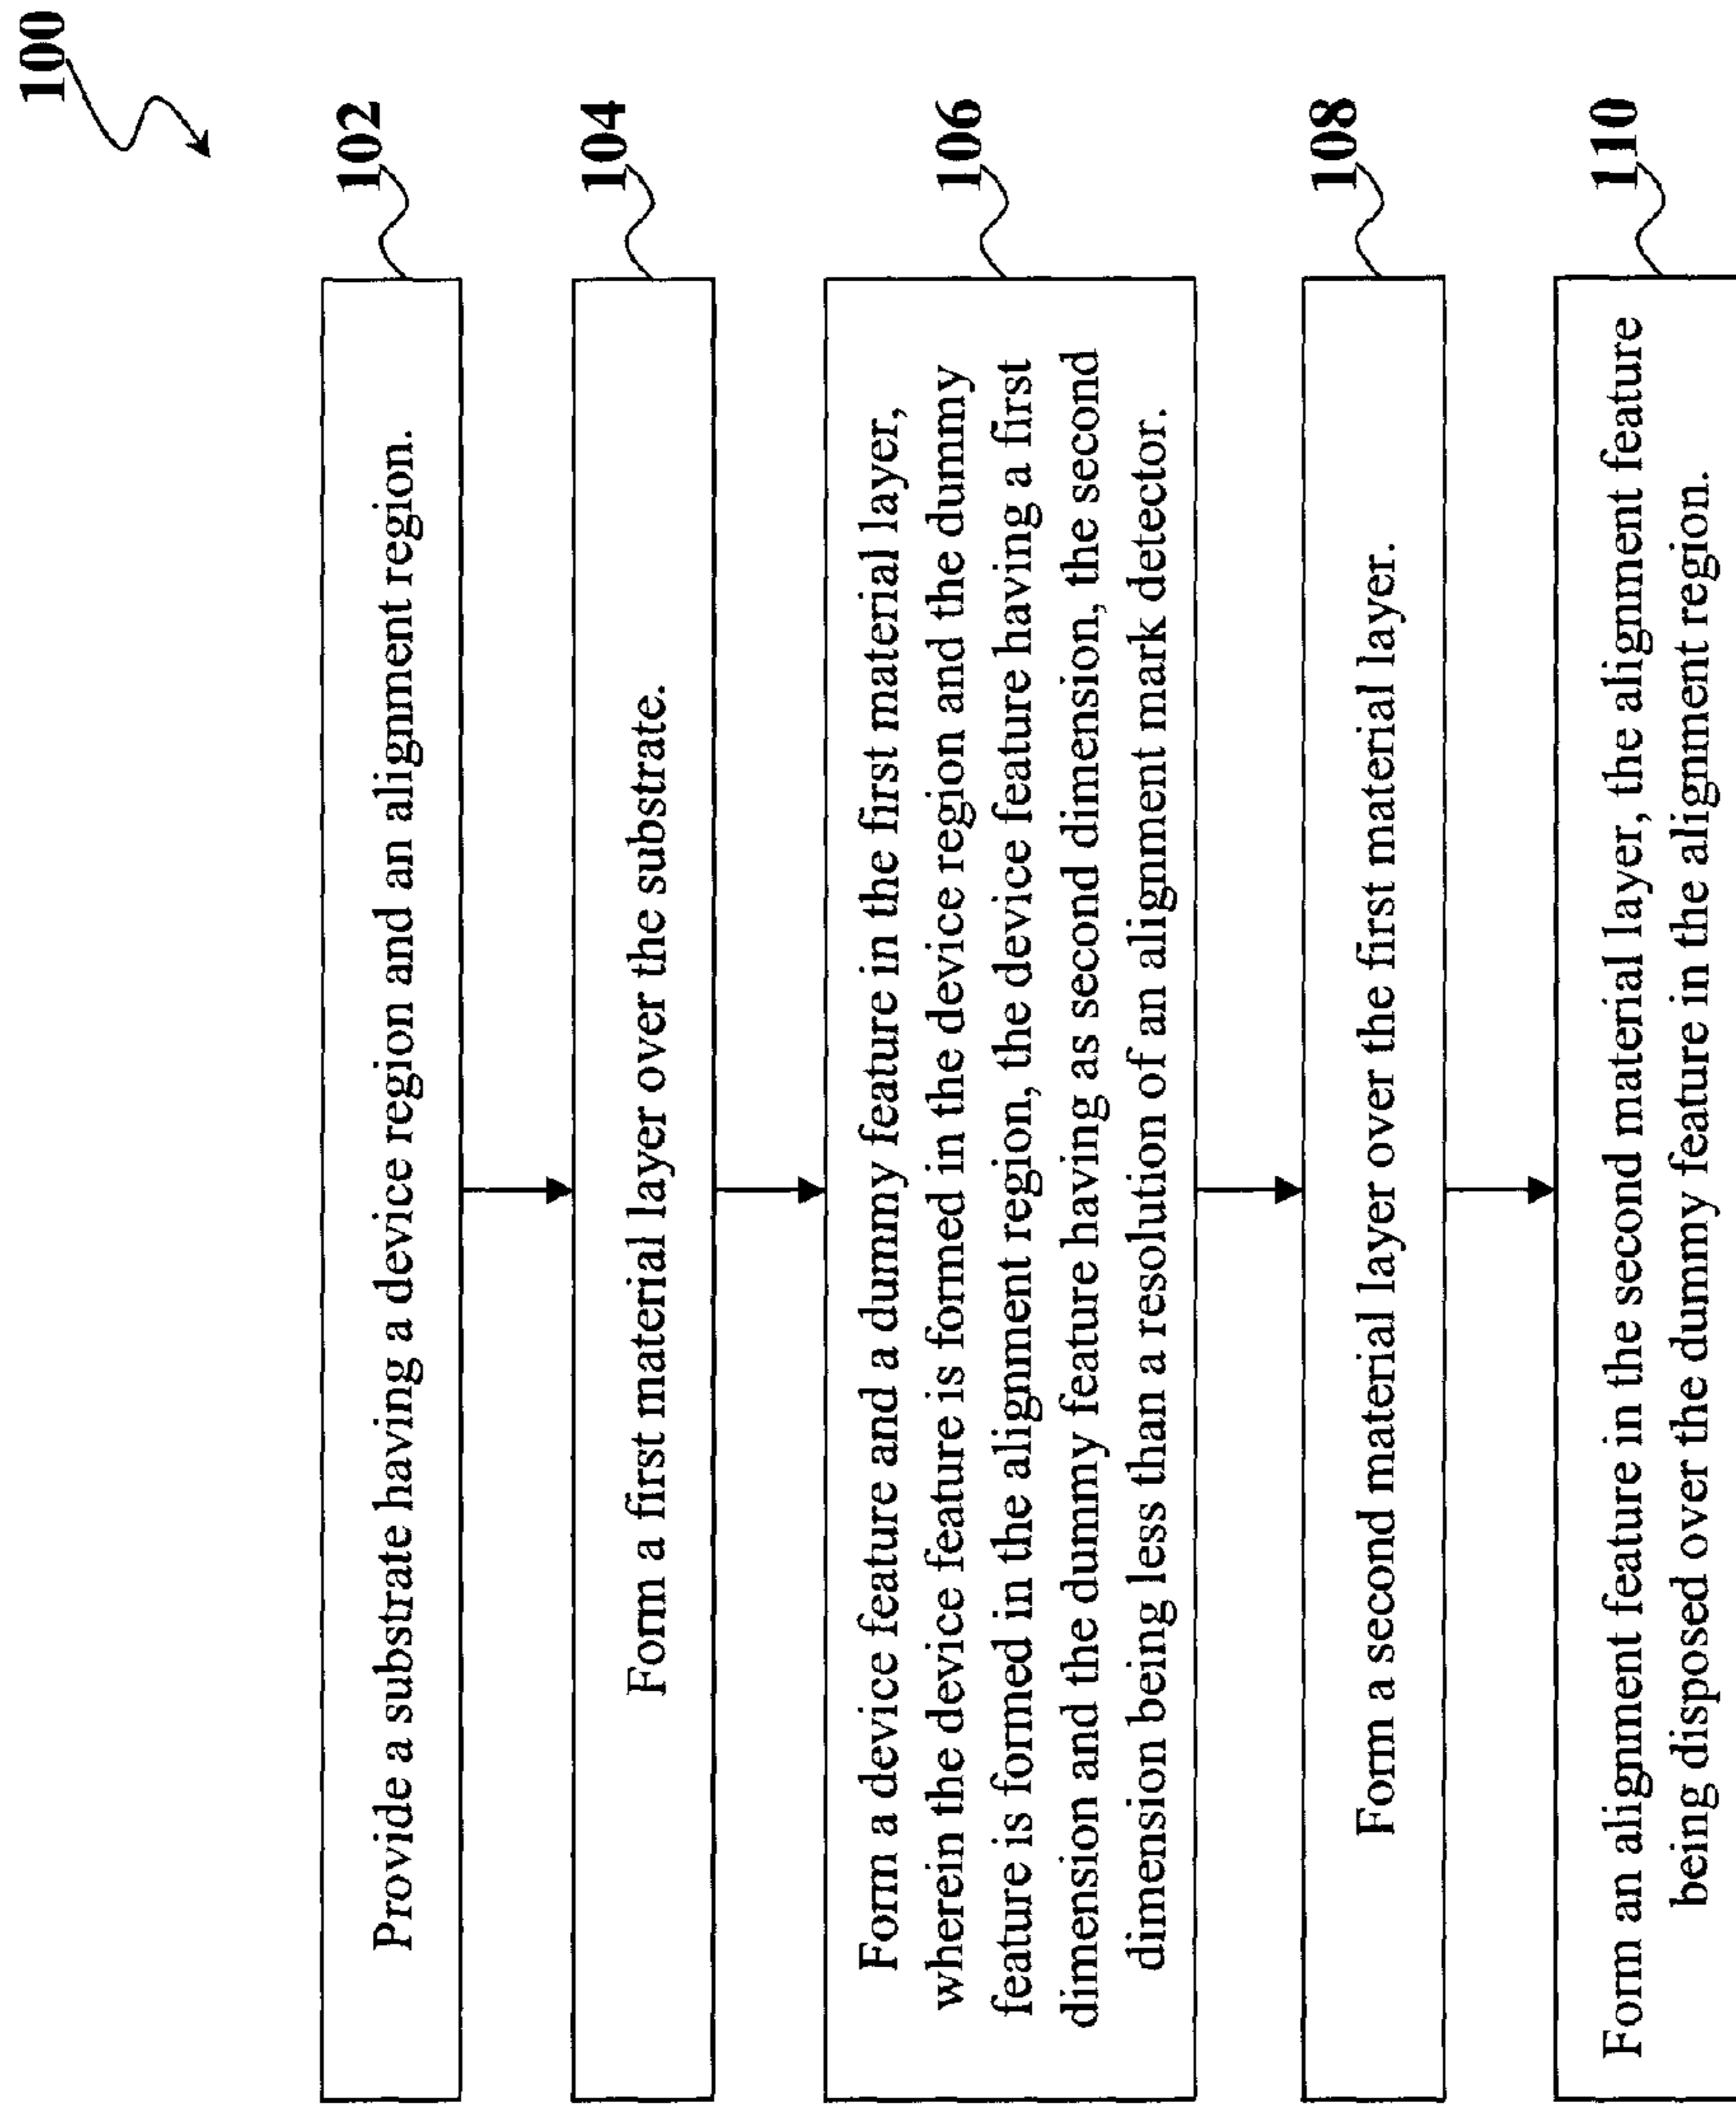 100
102
Provide a substrate having a device region and an alignment region.
104
Form a first material layer over the substrate.
106
Form a device feature and a dummy feature in the first material layer,
wherein the device feature is formed in the device region and the dummy
feature is formed in the alignment region, the device feature having a first
dimension and the dummy feature having as second dimension, the second
dimension being less than a resolution of an alignment mark detector.
108
Form a second material layer over the first material layer.
110
Form an alignment feature in the second material layer, the alignment feature
being disposed over the dummy feature in the alignment region.